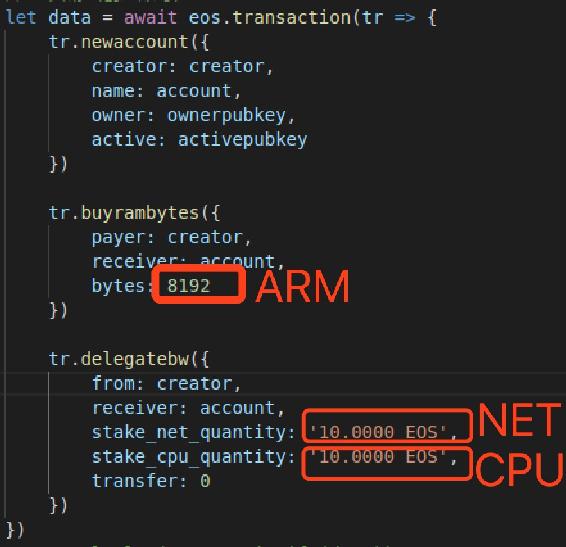 let data = await eos.transaction(tr => {
tr.newaccount({
creator: creator,
name: account,
owner: ownerpubkey,
active: activepubkey
})
tr.buyrambytes({
payer: creator,
receiver: account,
bytes: 8192 ARM
})
tr.delegatebw({
from: creator,
receiver: account,
stake_net_quantity: '10.0000 EOS', NET
stake_cpu_quantity: '10.0000 EOS', CPU
transfer: 0
})
})